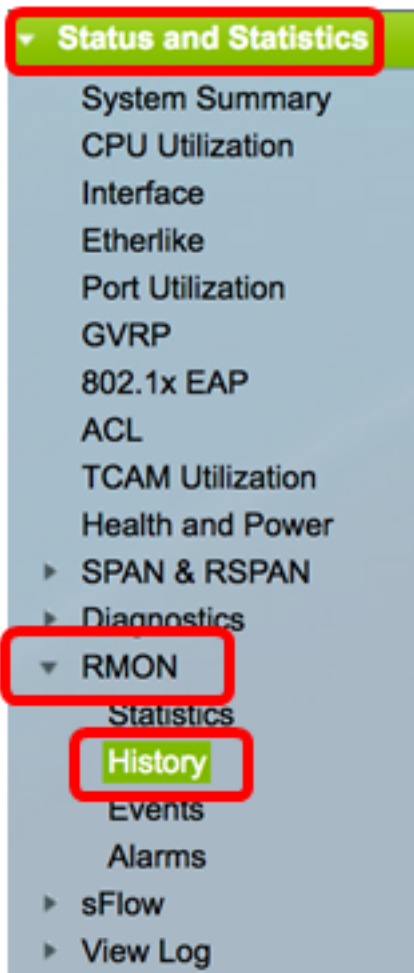 Status and Statistics
System Summary
CPU Utilization
Interface
Etherlike
Port Utilization
GVRP
802.1x EAP
ACL
TCAM Utilization
Health and Power
SPAN & RSPAN
Diagnostics
RMON
Statistics
History
Events
Alarms
sFlow
View Log